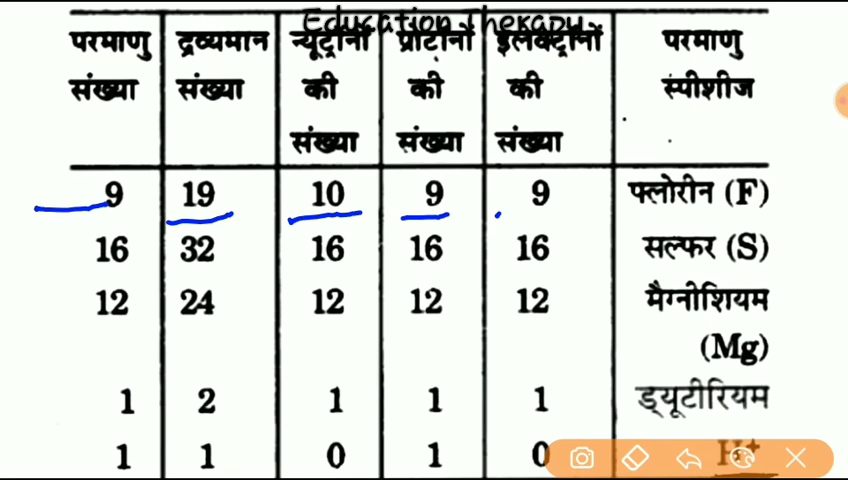 Education Therapy
परमाणु द्रव्यमान न्यूट्रॉनों प्रोटॉनों इलेक्ट्रॉनों परमाणु
संख्या संख्या की की की स्पीशीज
संख्या संख्या संख्या
9 19 10 9 9 फ्लोरीन (F)
16 32 16 16 16 सल्फर (S)
12 24 12 12 12 मैग्नीशियम
(Mg)
1 2 1 1 1 ड्यूटीरियम
1 1 0 1 0 H+